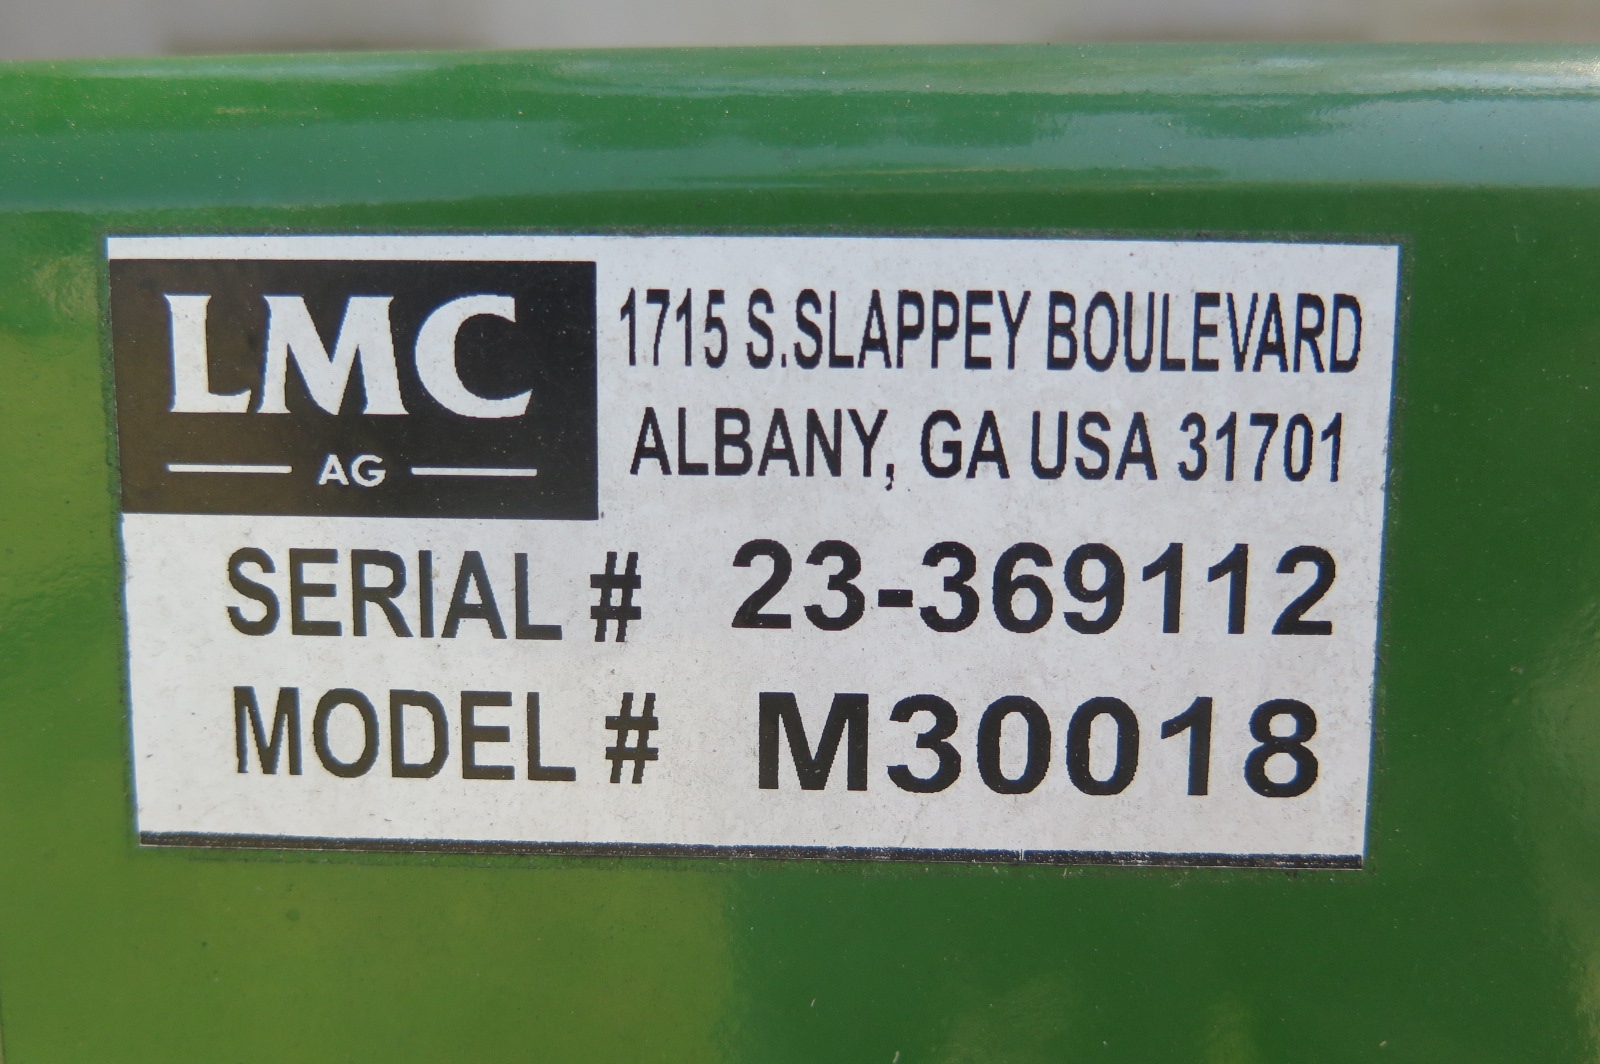 LMC
AG
1715 S.SLAPPEY BOULEVARD
ALBANY, GA USA 31701
SERIAL # 23-369112
MODEL # M30018